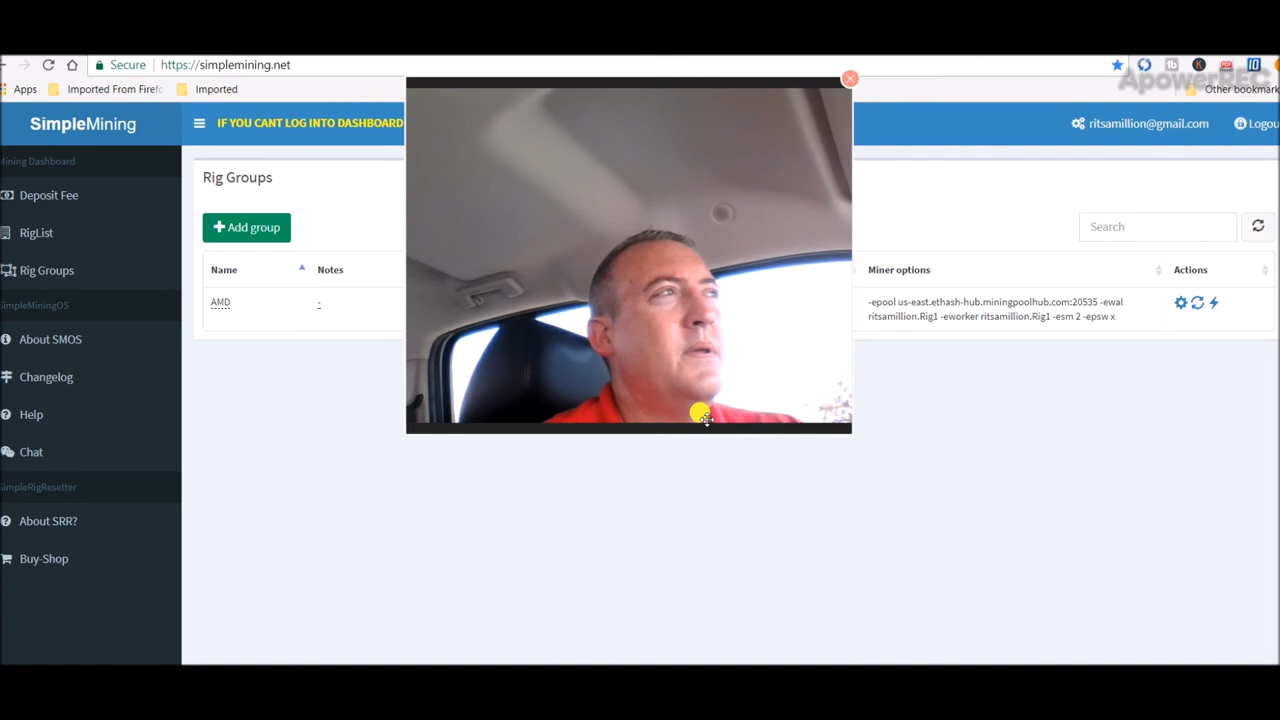 Secure | https://simplemining.net
ApowerREC
Apps Imported From Firefo Imported Other bookmark
SimpleMining IF YOU CANT LOG INTO DASHBOARD ritsamillion@gmail.com Logou
Mining Dashboard
Rig Groups
Deposit Fee
Add group Search
RigList
Rig Groups
Name Notes Miner options Actions
AMD - -epool us-east.ethash-hub.miningpoolhub.com:20535 -ewal
ritsamillion.Rig1 -eworker ritsamillion.Rig1 -esm 2 -epsw x
SimpleMiningOS
About SMOS
Changelog
Help
Chat
SimpleRigResetter
About SRR?
Buy-Shop